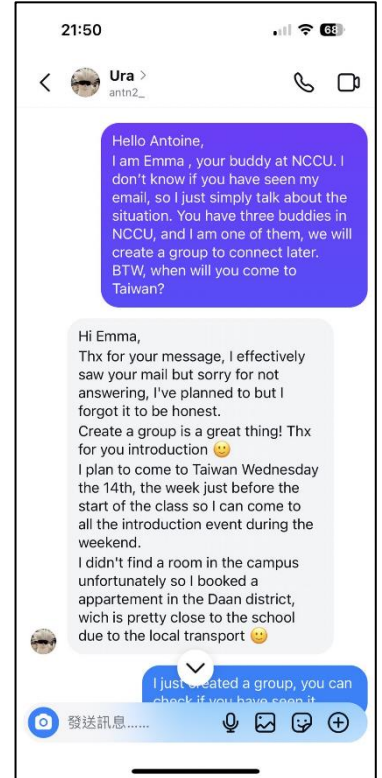 21:50
68
Ura >
antn2_
Hello Antoine,
I am Emma , your buddy at NCCU. I
don't know if you have seen my
email, so I just simply talk about the
situation. You have three buddies in
NCCU, and I am one of them, we will
create a group to connect later.
BTW, when will you come to
Taiwan?
Hi Emma,
Thx for your message, I effectively
saw your mail but sorry for not
answering, I've planned to but I
forgot it to be honest.
Create a group is a great thing! Thx
for you introduction 🙂
I plan to come to Taiwan Wednesday
the 14th, the week just before the
start of the class so I can come to
all the introduction event during the
weekend.
I didn't find a room in the campus
unfortunately so I booked a
appartement in the Daan district,
wich is pretty close to the school
due to the local transport 🙂
I just created a group, you can
check if you have seen it
發送訊息......